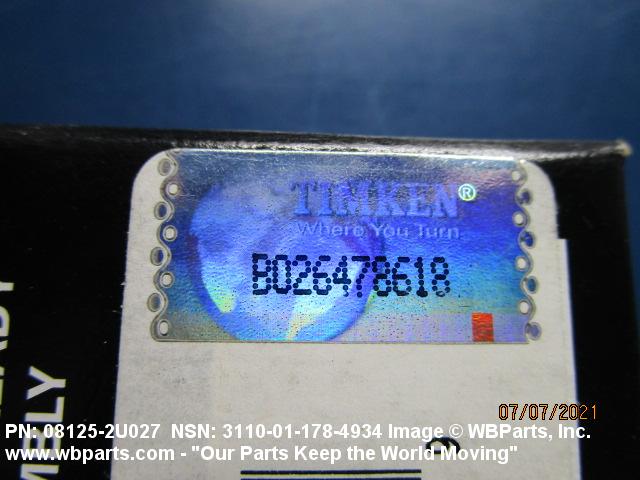 TIMKEN®
Where You Turn
B026478618
07/07/2021
PN: 08125-2U027 NSN: 3110-01-178-4934 Image © WBParts, Inc.
www.wbparts.com - "Our Parts Keep the World Moving"